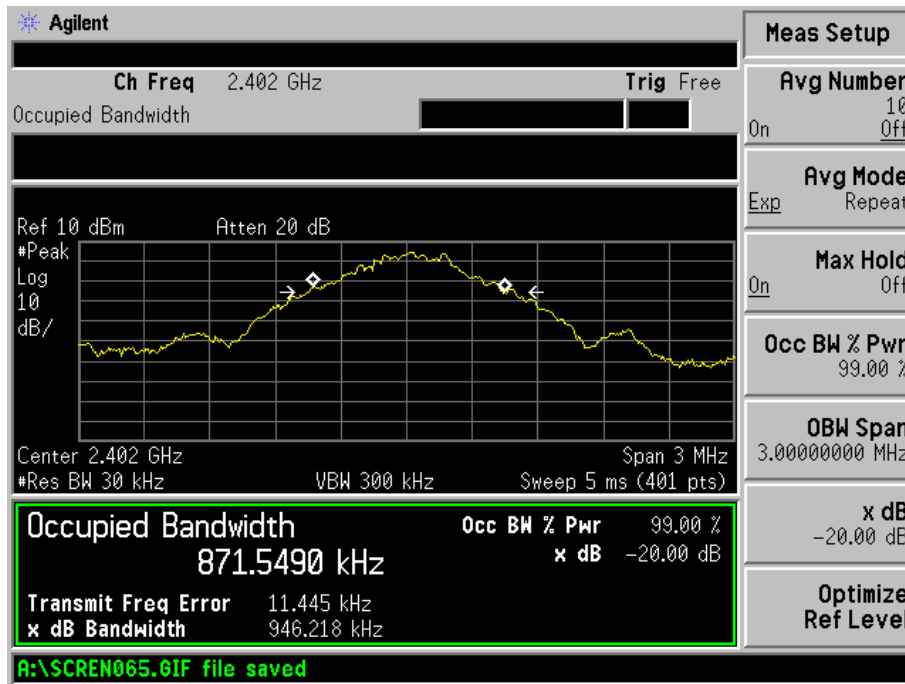 Agilent
Ch Freq 2.402 GHz Trig Free
Occupied Bandwidth
Ref 10 dBm Atten 20 dB
#Peak
Log
10
dB/
Center 2.402 GHz Span 3 MHz
#Res BW 30 kHz VBW 300 kHz Sweep 5 ms (401 pts)
Occupied Bandwidth
871.5490 kHz
Occ BW % Pwr 99.00 %
x dB -20.00 dB
Transmit Freq Error 11.445 kHz
x dB Bandwidth 946.218 kHz
A:\SCREN065.GIF file saved
Meas Setup
Avg Number
10
On Off
Avg Mode
Exp Repeat
Max Hold
On Off
Occ BW % Pwr
99.00 %
OBW Span
3.00000000 MHz
x dB
-20.00 dB
Optimize
Ref Level